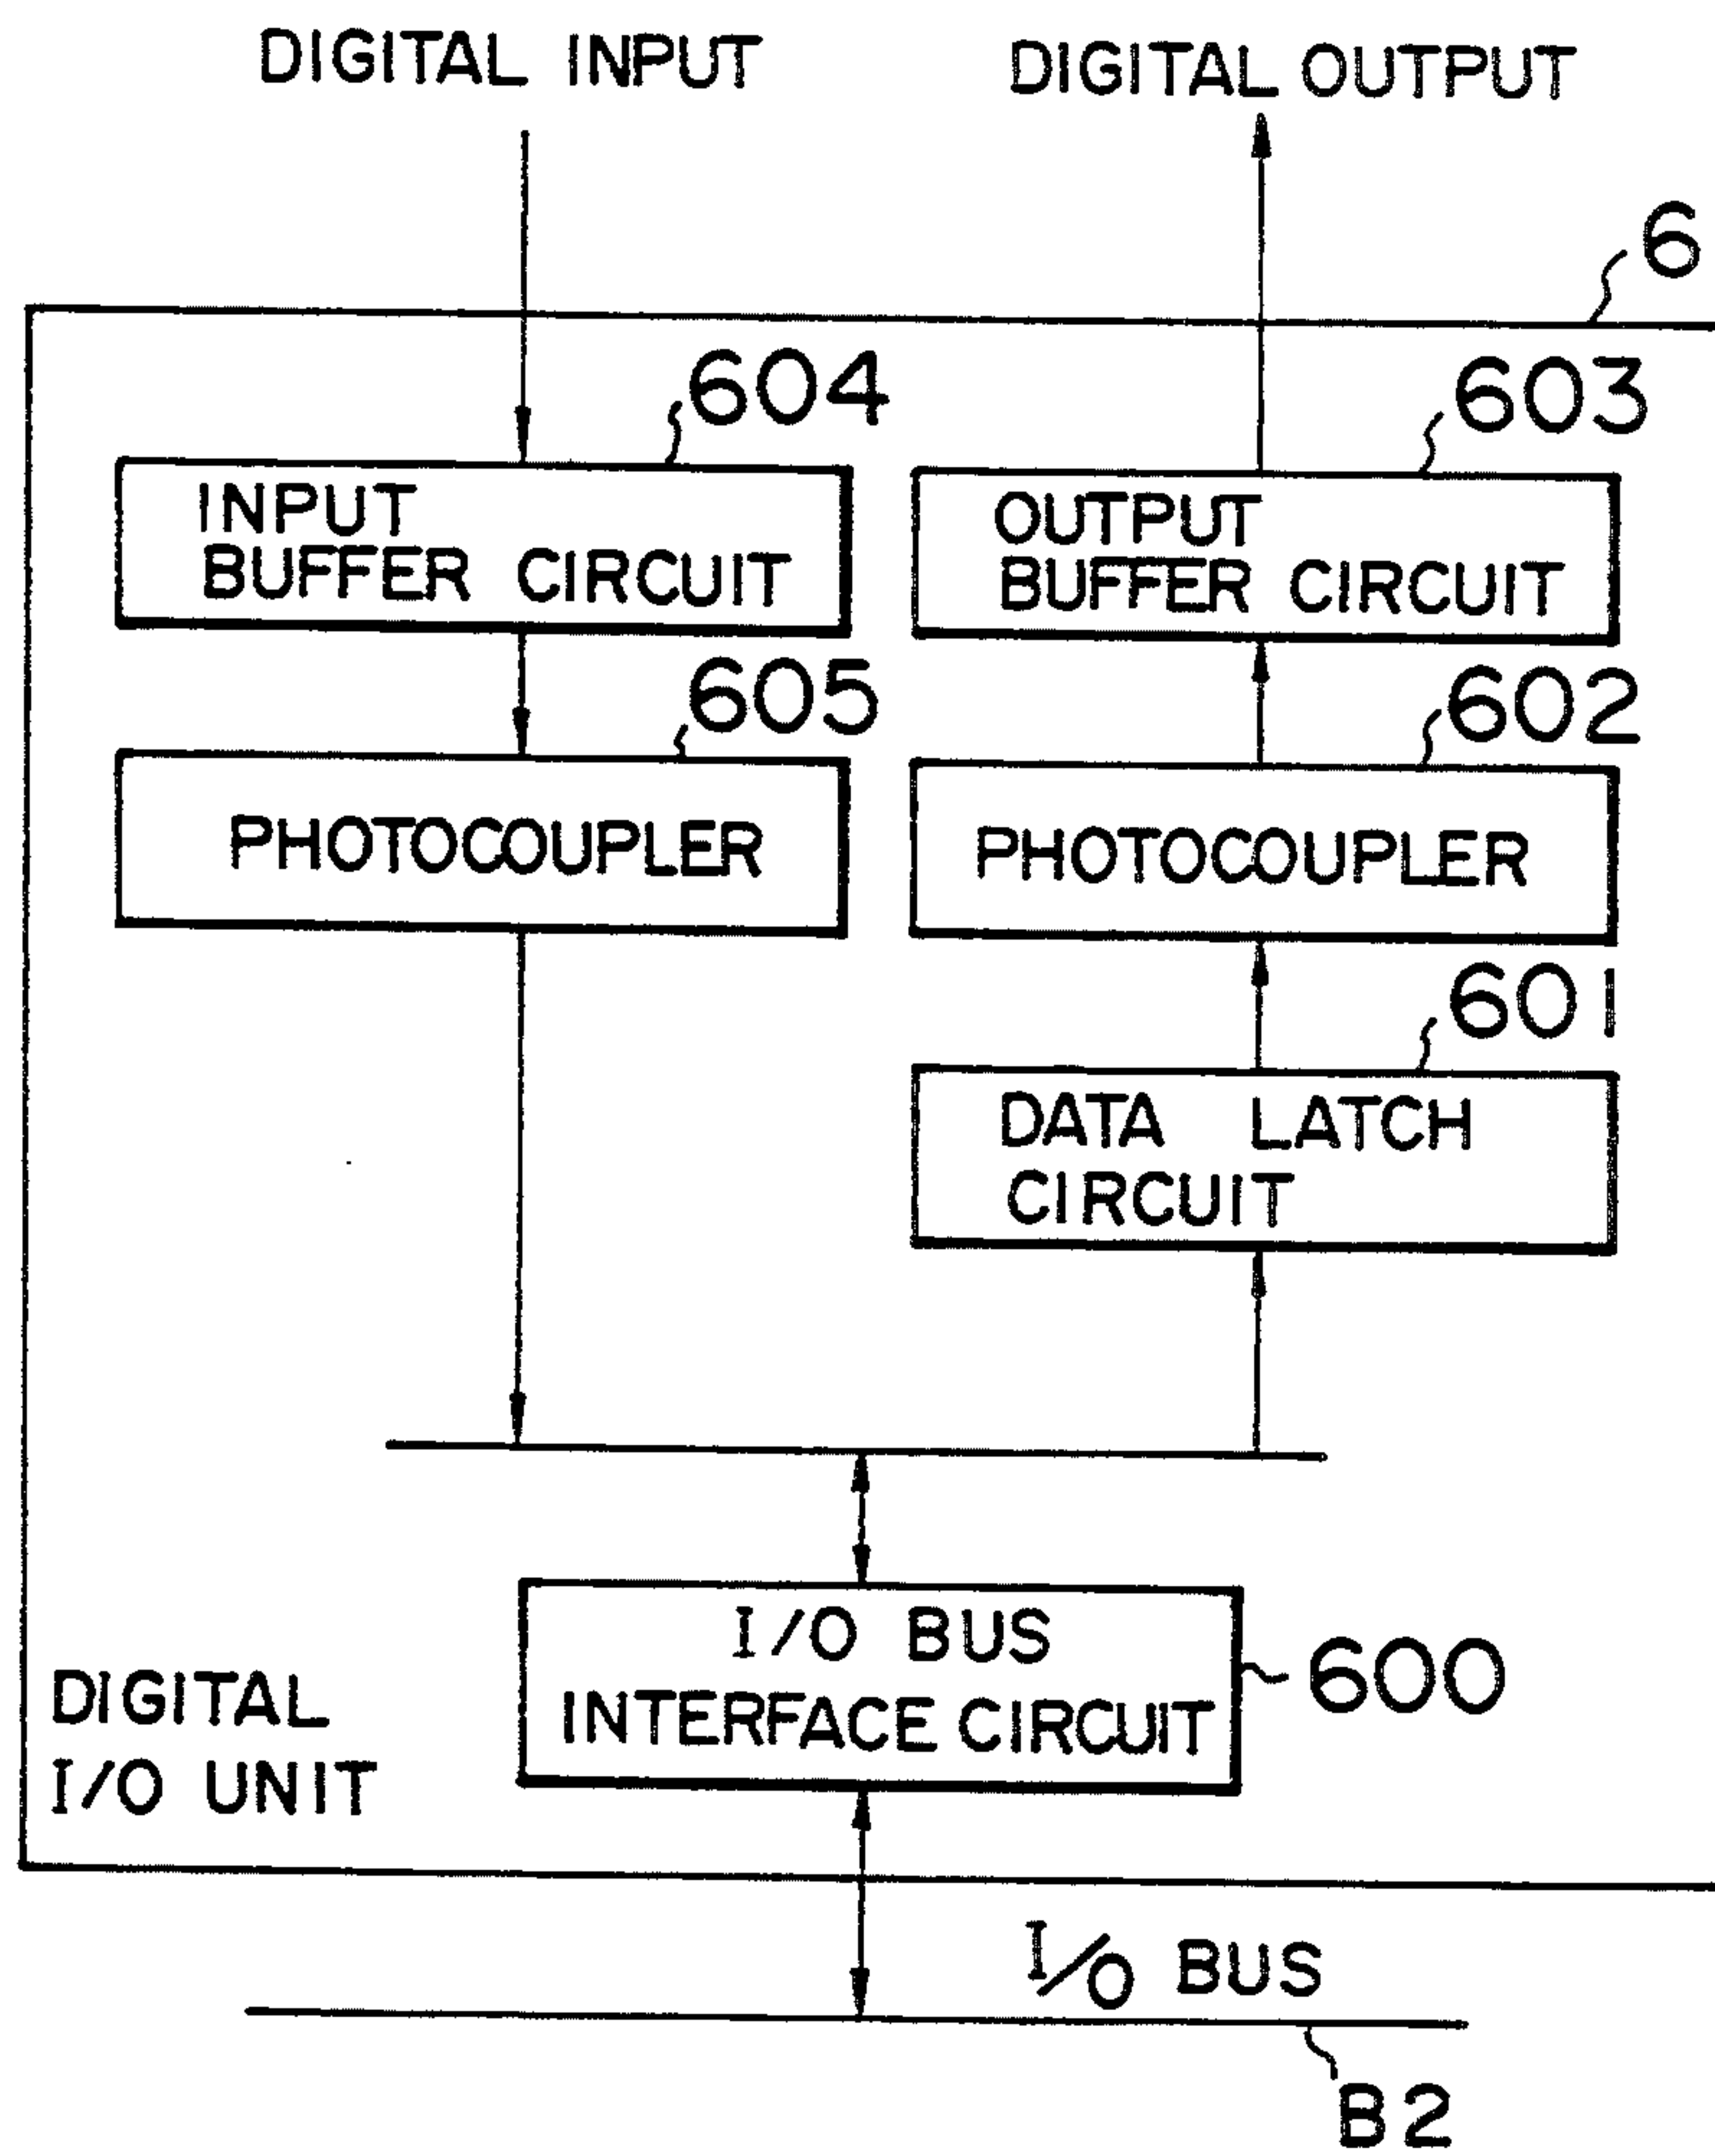 DIGITAL INPUT
DIGITAL OUTPUT
6
604
603
INPUT
BUFFER CIRCUIT
OUTPUT
BUFFER CIRCUIT
605
602
PHOTOCOUPLER
PHOTOCOUPLER
601
DATA LATCH
CIRCUIT
I/O BUS
INTERFACE CIRCUIT
600
DIGITAL
I/O UNIT
I/O BUS
B2